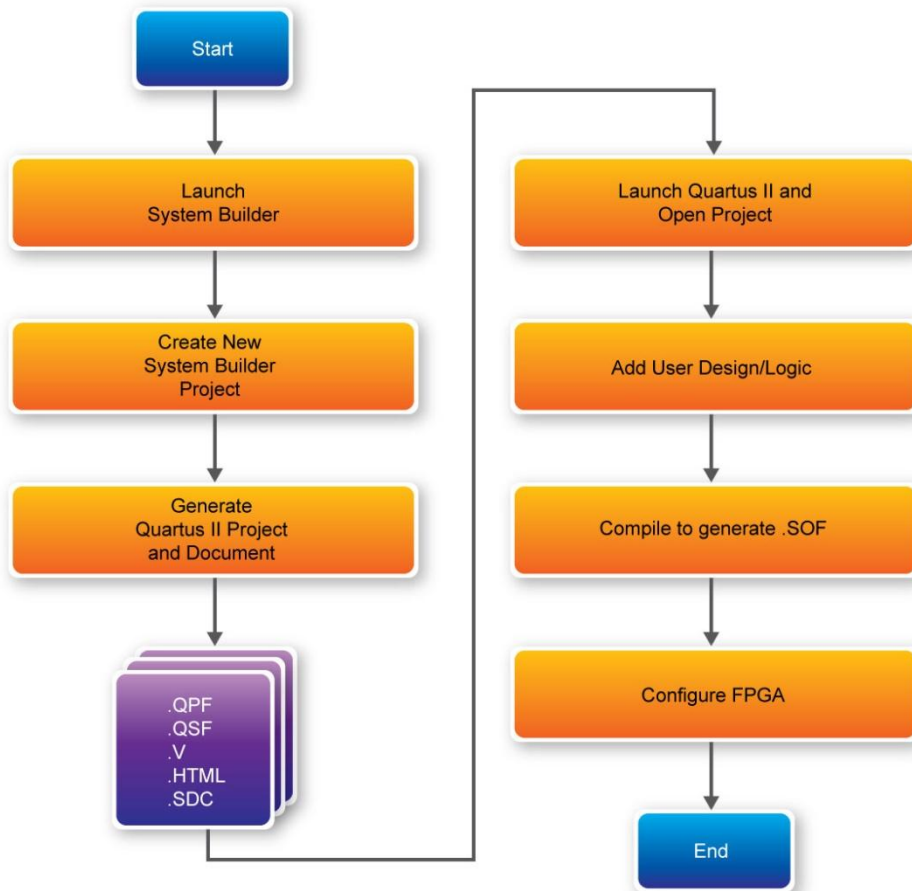 Start
Launch
System Builder
Create New
System Builder
Project
Generate
Quartus II Project
and Document
.QPF
.QSF
.V
.HTML
.SDC
Launch Quartus II and
Open Project
Add User Design/Logic
Compile to generate .SOF
Configure FPGA
End